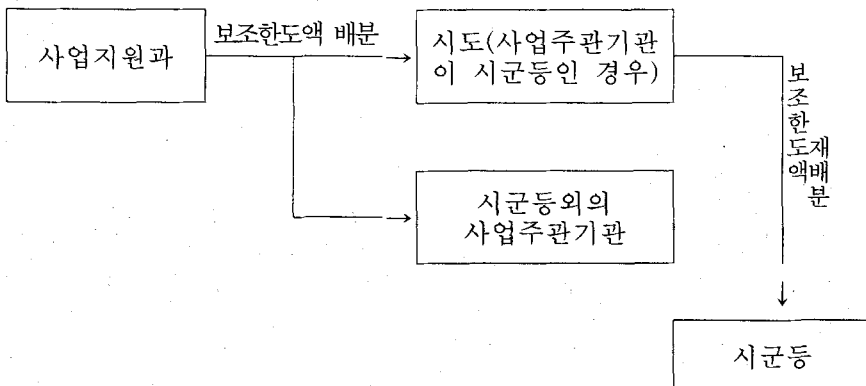 사업지원과
보조한도액 배분
시도(사업주관기관
이 시군등인 경우)
보조한도액
재배분
시군등외의
사업주관기관
시군등